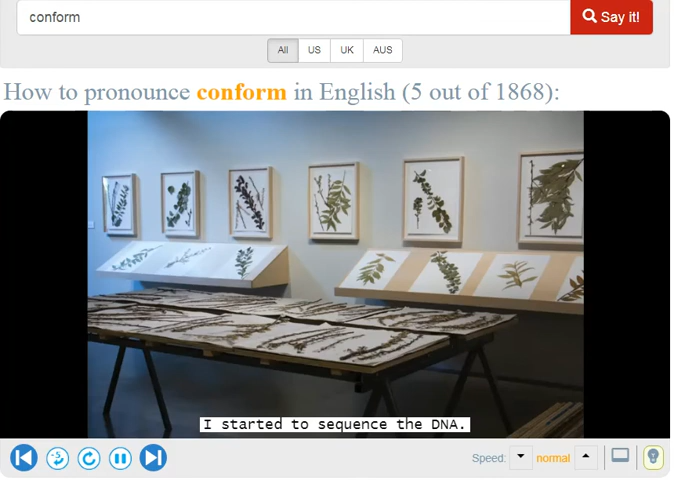 conform
Say it!
All US UK AUS
How to pronounce conform in English (5 out of 1868):
I started to sequence the DNA.
-5
Speed: normal